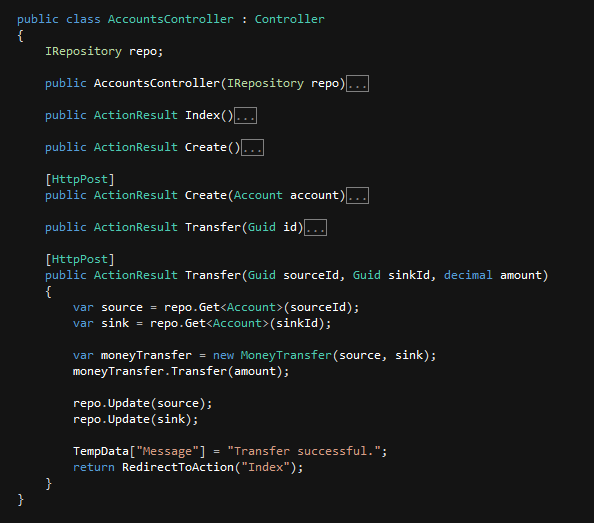 public class AccountsController : Controller
{
    IRepository repo;

    public AccountsController(IRepository repo)...

    public ActionResult Index()...

    public ActionResult Create()...

    [HttpPost]
    public ActionResult Create(Account account)...

    public ActionResult Transfer(Guid id)...

    [HttpPost]
    public ActionResult Transfer(Guid sourceId, Guid sinkId, decimal amount)
    {
        var source = repo.Get<Account>(sourceId);
        var sink = repo.Get<Account>(sinkId);

        var moneyTransfer = new MoneyTransfer(source, sink);
        moneyTransfer.Transfer(amount);

        repo.Update(source);
        repo.Update(sink);

        TempData["Message"] = "Transfer successful.";
        return RedirectToAction("Index");
    }
}